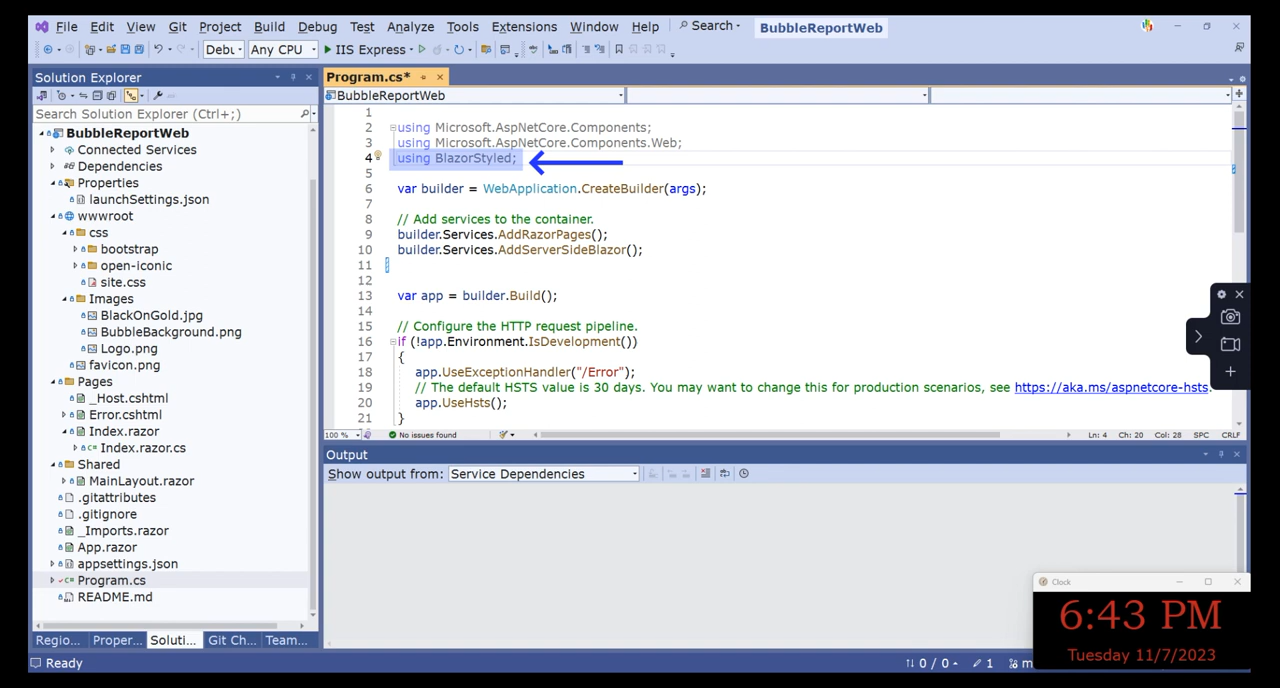 File Edit View Git Project Build Debug Test Analyze Tools Extensions Window Help Search BubbleReportWeb
Debu Any CPU IIS Express
Solution Explorer
Search Solution Explorer (Ctrl+;)
BubbleReportWeb
Connected Services
Dependencies
Properties
launchSettings.json
wwwroot
css
bootstrap
open-iconic
site.css
Images
BlackOnGold.jpg
BubbleBackground.png
Logo.png
favicon.png
Pages
_Host.cshtml
Error.cshtml
Index.razor
Index.razor.cs
Shared
MainLayout.razor
.gitattributes
.gitignore
_Imports.razor
App.razor
appsettings.json
Program.cs
README.md
Regio... Proper... Soluti... Git Ch... Team...
Program.cs*
BubbleReportWeb
1
2 using Microsoft.AspNetCore.Components;
3 using Microsoft.AspNetCore.Components.Web;
4 using BlazorStyled;
5
6 var builder = WebApplication.CreateBuilder(args);
7
8 // Add services to the container.
9 builder.Services.AddRazorPages();
10 builder.Services.AddServerSideBlazor();
11
12
13 var app = builder.Build();
14
15 // Configure the HTTP request pipeline.
16 if (!app.Environment.IsDevelopment())
17 {
18 app.UseExceptionHandler("/Error");
19 // The default HSTS value is 30 days. You may want to change this for production scenarios, see https://aka.ms/aspnetcore-hsts.
20 app.UseHsts();
21 }
100 % No issues found Ln: 4 Ch: 20 Col: 28 SPC CRLF
Output
Show output from: Service Dependencies
Clock
6:43 PM
Tuesday 11/7/2023
Ready 0 / 0 1 m